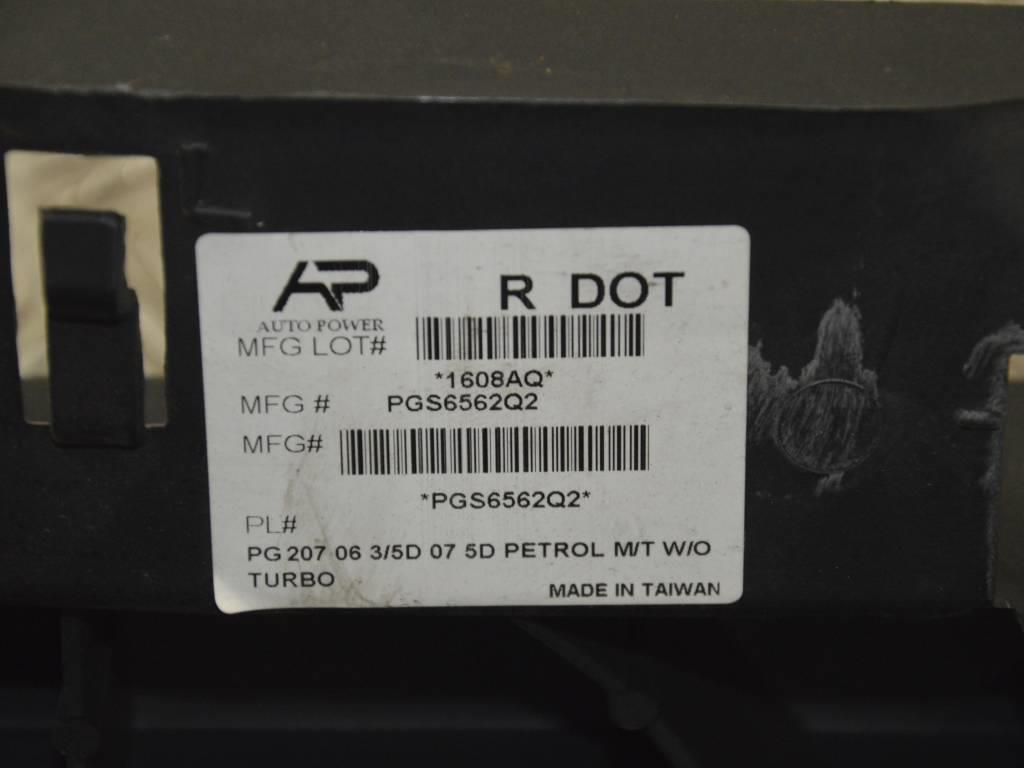 AP R DOT
AUTO POWER
MFG LOT#
*1608AQ*
MFG # PGS6562Q2
MFG#
*PGS6562Q2*
PL#
PG 207 06 3/5D 07 5D PETROL M/T W/O
TURBO
MADE IN TAIWAN